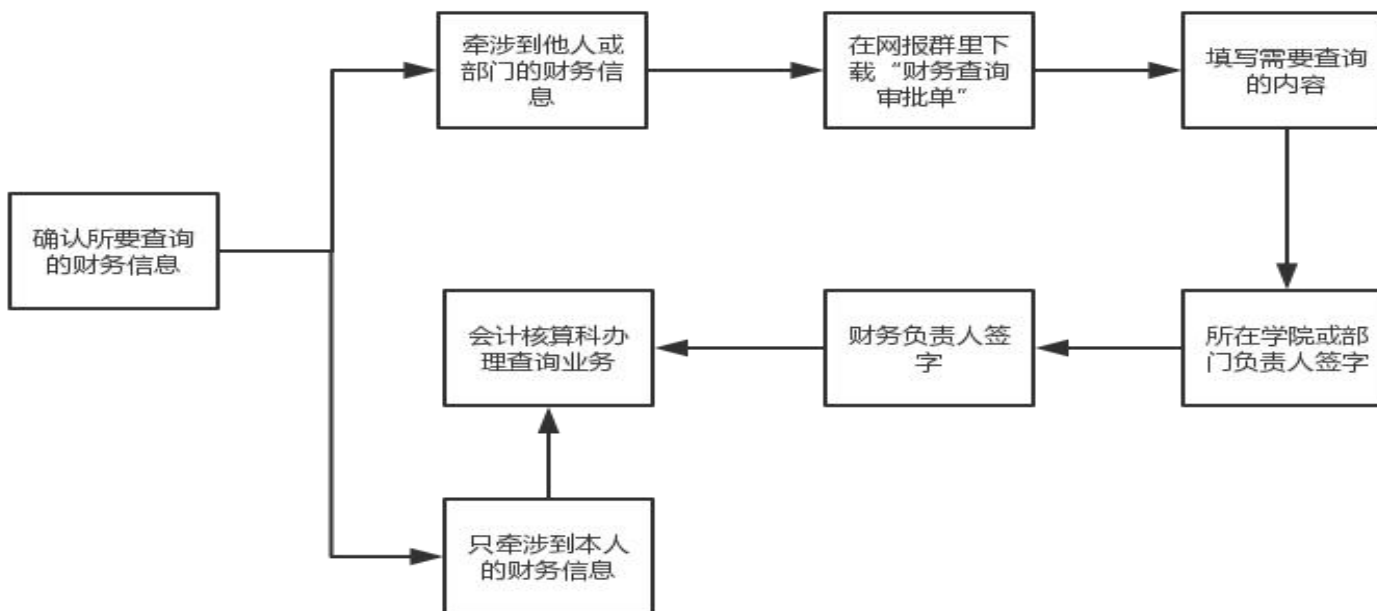 牵涉到他人或
部门的财务信
息
在网报群里下
载“财务查询
审批单”
填写需要查询
的内容
确认所要查询
的财务信息
会计核算科办
理查询业务
财务负责人签
字
所在学院或部
门负责人签字
只牵涉到本人
的财务信息